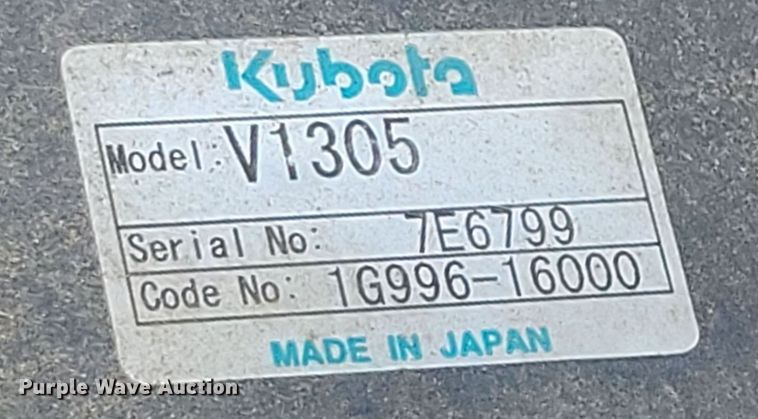 Kubota
Model: V1305
Serial No: 7E6799
Code No: 1G996-16000
MADE IN JAPAN
Purple Wave Auction